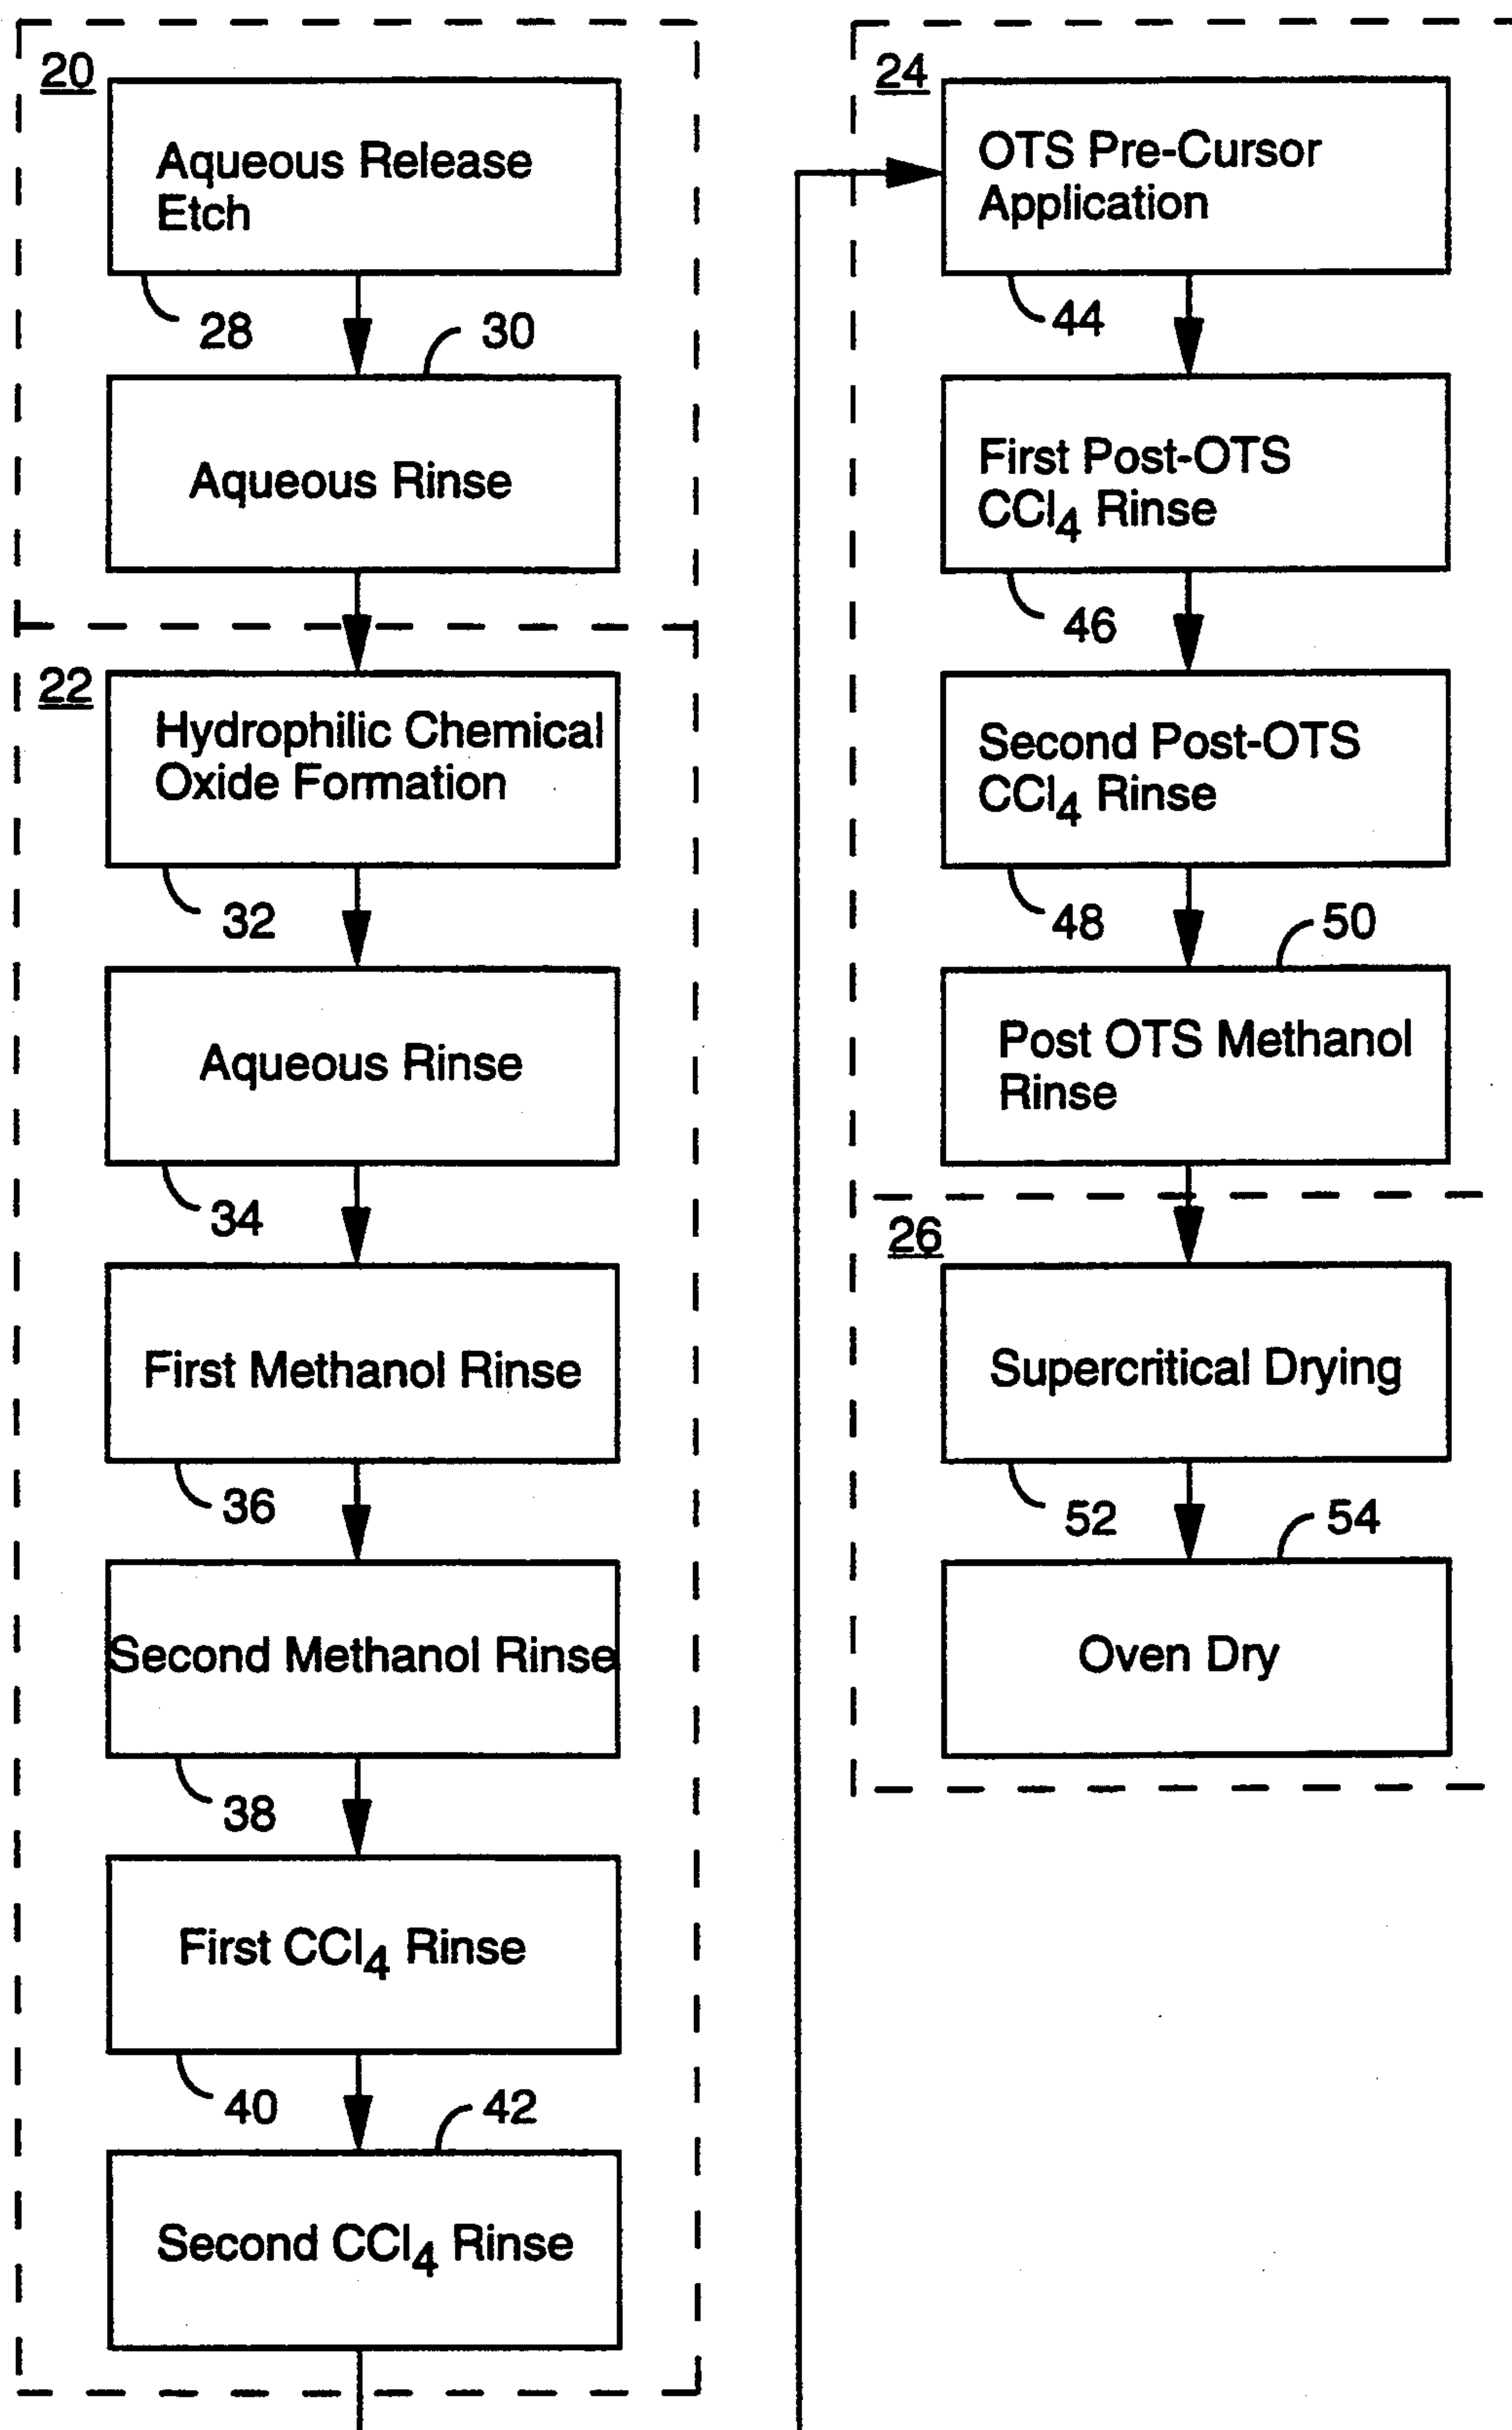 20
Aqueous Release
Etch
28
30
Aqueous Rinse
22
Hydrophilic Chemical
Oxide Formation
32
Aqueous Rinse
34
First Methanol Rinse
36
Second Methanol Rinse
38
First CCl4 Rinse
40
42
Second CCl4 Rinse
24
OTS Pre-Cursor
Application
44
First Post-OTS
CCl4 Rinse
46
Second Post-OTS
CCl4 Rinse
48
50
Post OTS Methanol
Rinse
26
Supercritical Drying
52
54
Oven Dry